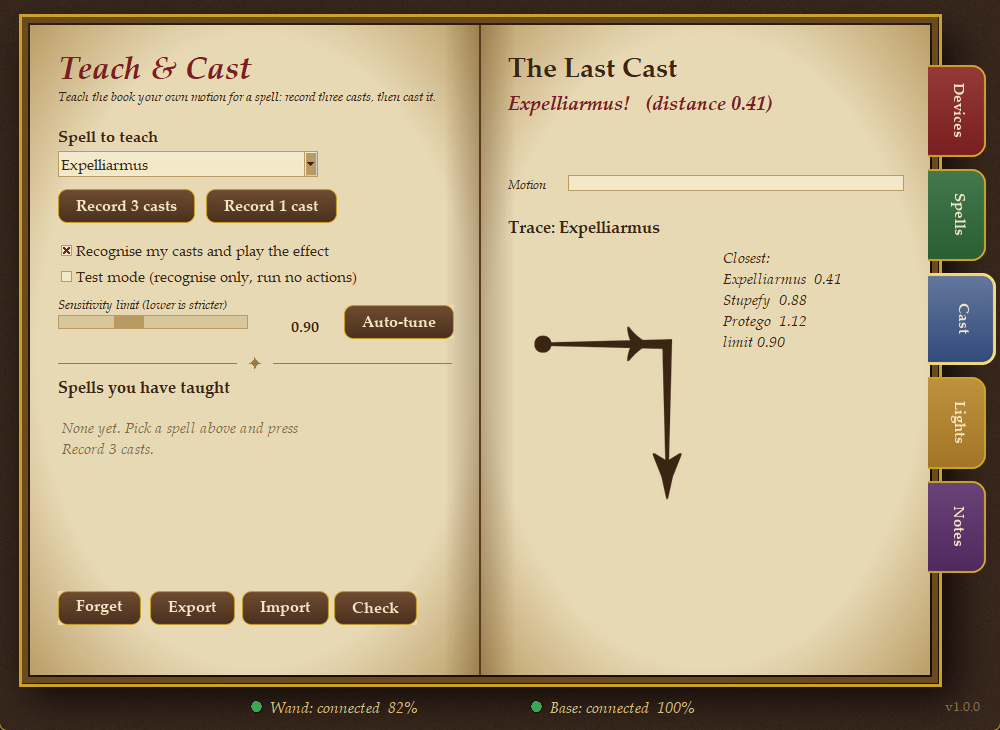 Teach & Cast
Teach the book your own motion for a spell: record three casts, then cast it.
Spell to teach
Expelliarmus
Record 3 casts
Record 1 cast
Recognise my casts and play the effect
Test mode (recognise only, run no actions)
Sensitivity limit (lower is stricter)
0.90
Auto-tune
Spells you have taught
None yet. Pick a spell above and press
Record 3 casts.
Forget
Export
Import
Check
The Last Cast
Expelliarmus! (distance 0.41)
Motion
Trace: Expelliarmus
Closest:
Expelliarmus 0.41
Stupefy 0.88
Protego 1.12
limit 0.90
Devices
Spells
Cast
Lights
Notes
Wand: connected 82%
Base: connected 100%
v1.0.0